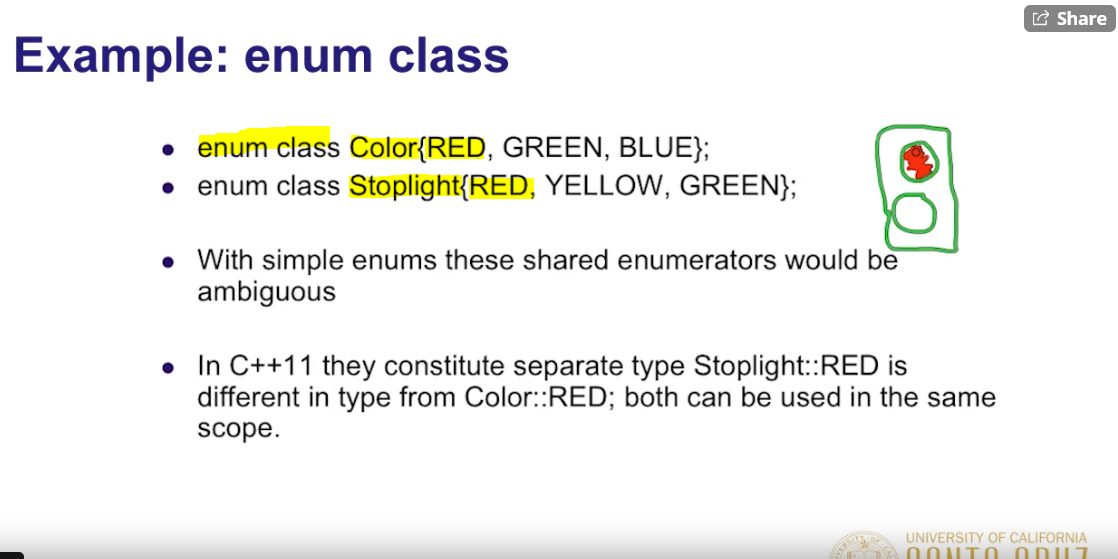 Share
Example: enum class
• enum class Color{RED, GREEN, BLUE};
• enum class Stoplight{RED, YELLOW, GREEN};
• With simple enums these shared enumerators would be
ambiguous
• In C++11 they constitute separate type Stoplight::RED is
different in type from Color::RED; both can be used in the same
scope.
UNIVERSITY OF CALIFORNIA
SANTA CRUZ